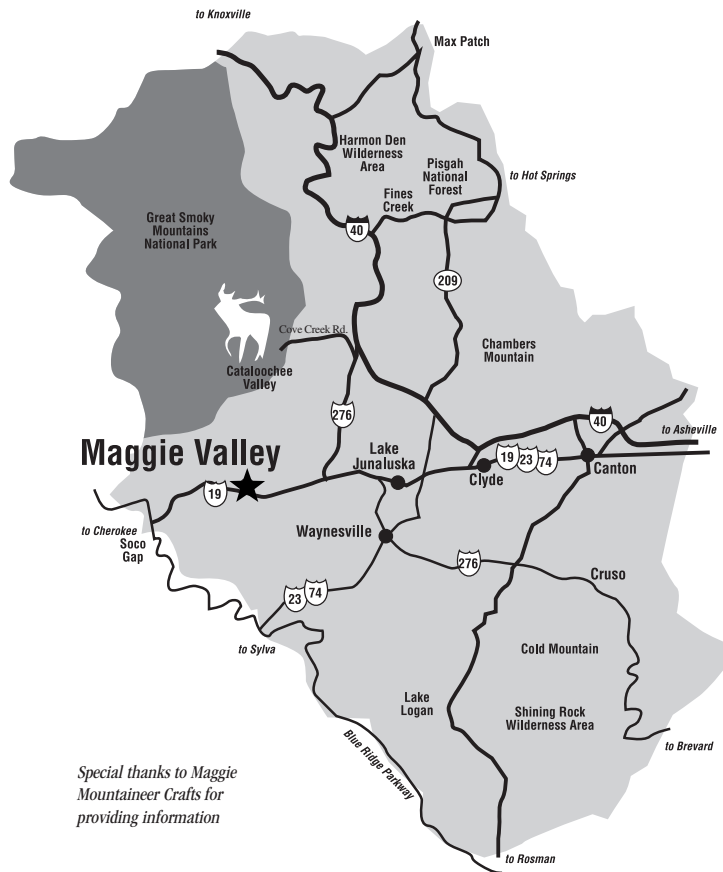 to Knoxville
Max Patch
Harmon Den
Wilderness
Area
Pisgah
National
Forest
to Hot Springs
Fines
Creek
Great Smoky
Mountains
National Park
40
209
Cove Creek Rd.
Chambers
Mountain
Cataloochee
Valley
276
40
to Asheville
Maggie Valley
Lake
Junaluska
19
23
74
Clyde
Canton
19
to Cherokee
Soco
Gap
Waynesville
276
Cruso
23
74
to Sylva
Cold Mountain
Lake
Logan
Shining Rock
Wilderness Area
Blue Ridge Parkway
to Brevard
Special thanks to Maggie
Mountaineer Crafts for
providing information
to Rosman